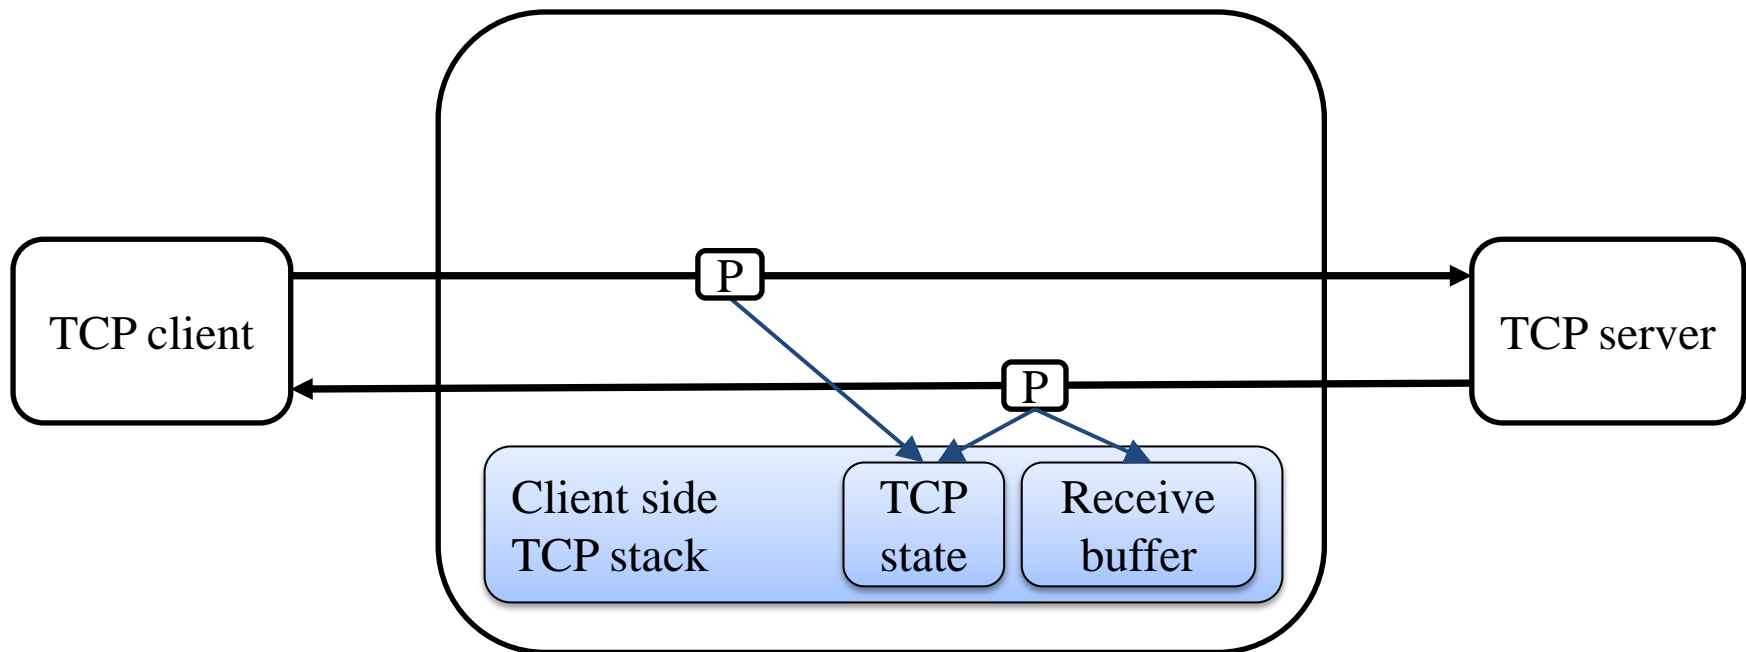 P
TCP client
TCP server
P
Client side
TCP stack
TCP
state
Receive
buffer